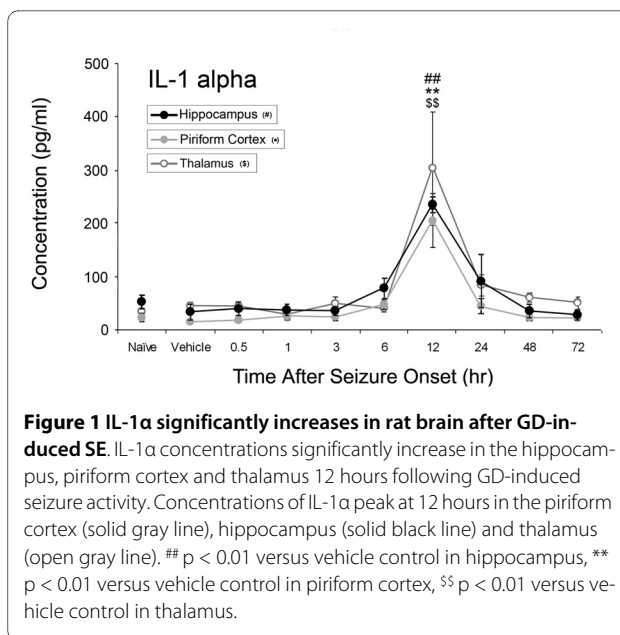 500
400
300
200
100
0
Concentration (pg/ml)
IL-1 alpha
Hippocampus (#)
Piriform Cortex (*)
Thalamus ($)
##
**
$$
Naïve Vehicle 0.5 1 3 6 12 24 48 72
Time After Seizure Onset (hr)
Figure 1 IL-1α significantly increases in rat brain after GD-in-
duced SE. IL-1α concentrations significantly increase in the hippocam-
pus, piriform cortex and thalamus 12 hours following GD-induced
seizure activity. Concentrations of IL-1α peak at 12 hours in the piriform
cortex (solid gray line), hippocampus (solid black line) and thalamus
(open gray line). ## p < 0.01 versus vehicle control in hippocampus, **
p < 0.01 versus vehicle control in piriform cortex, $$ p < 0.01 versus ve-
hicle control in thalamus.